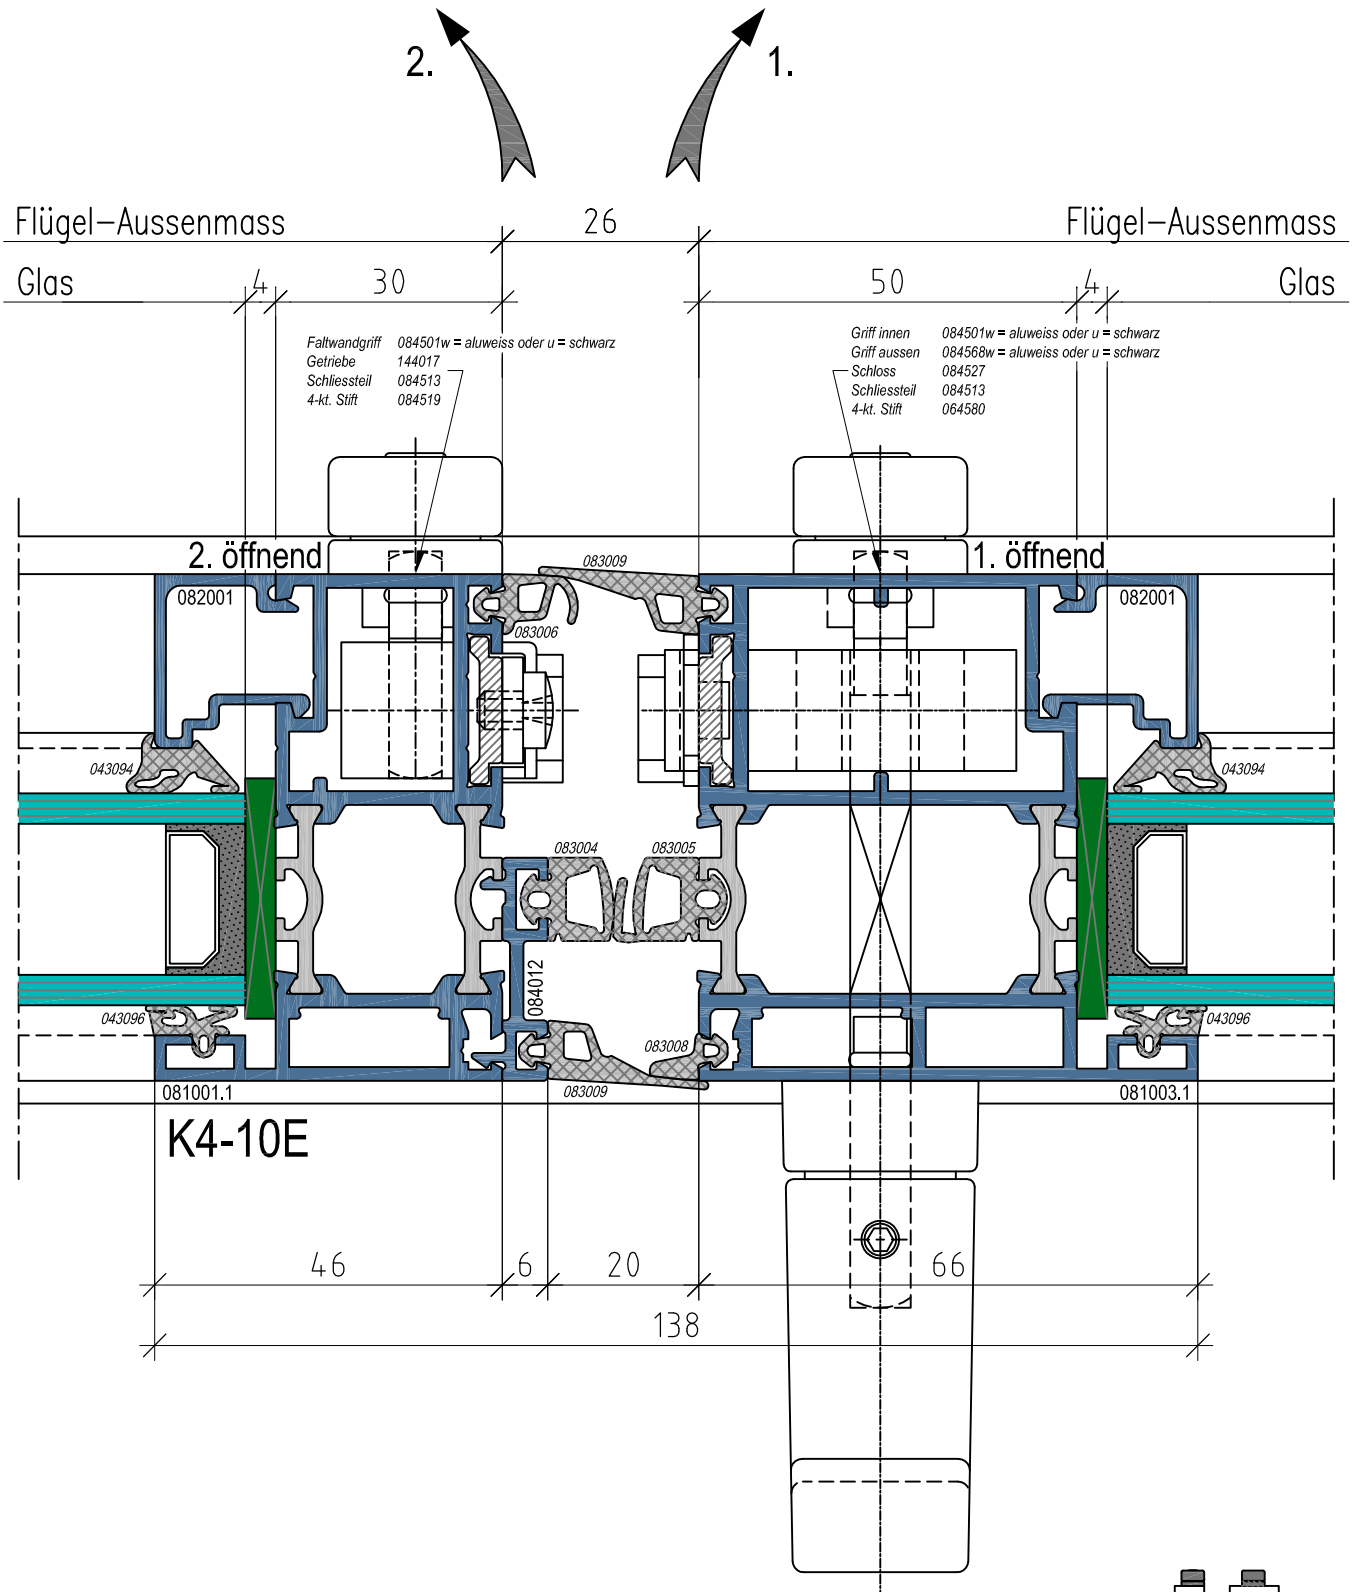 2. 1.
Flügel-Aussenmass 26 Flügel-Aussenmass
Glas 4 30 50 4 Glas
Faltwandgriff 084501w = aluweiss oder u = schwarz
Getriebe 144017
Schliessteil 084513
4-kt. Stift 084519
Griff innen 084501w = aluweiss oder u = schwarz
Griff aussen 084568w = aluweiss oder u = schwarz
Schloss 084527
Schliessteil 084513
4-kt. Stift 064580
2. öffnend 083009 1. öffnend
082001 082001
083006
043094 043094
083004 083005
084012
043096 043096
083008
081001.1 083009 081003.1
K4-10E
46 6 20 66
138